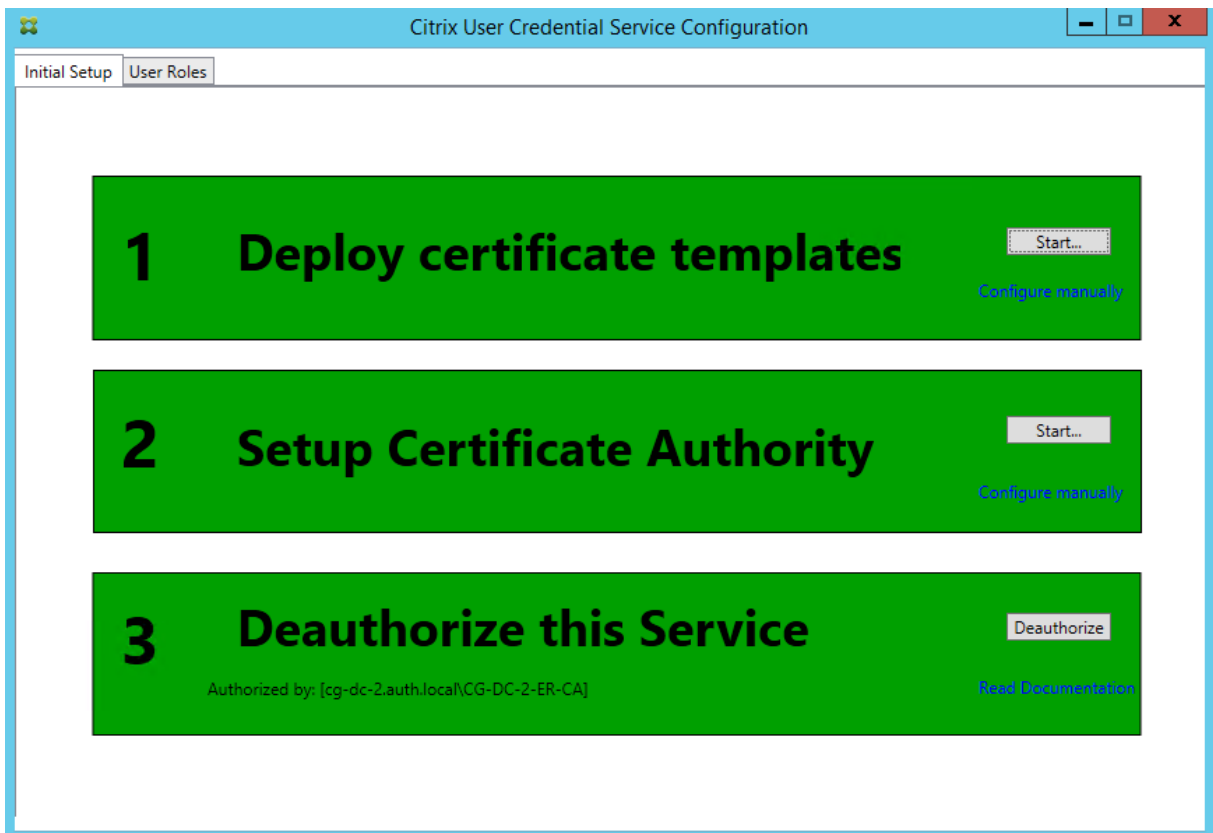 Citrix User Credential Service Configuration
Initial Setup User Roles
1 Deploy certificate templates Start...
Configure manually
2 Setup Certificate Authority Start...
Configure manually
3 Deauthorize this Service Deauthorize
Authorized by: [cg-dc-2.auth.local\CG-DC-2-ER-CA] Read Documentation